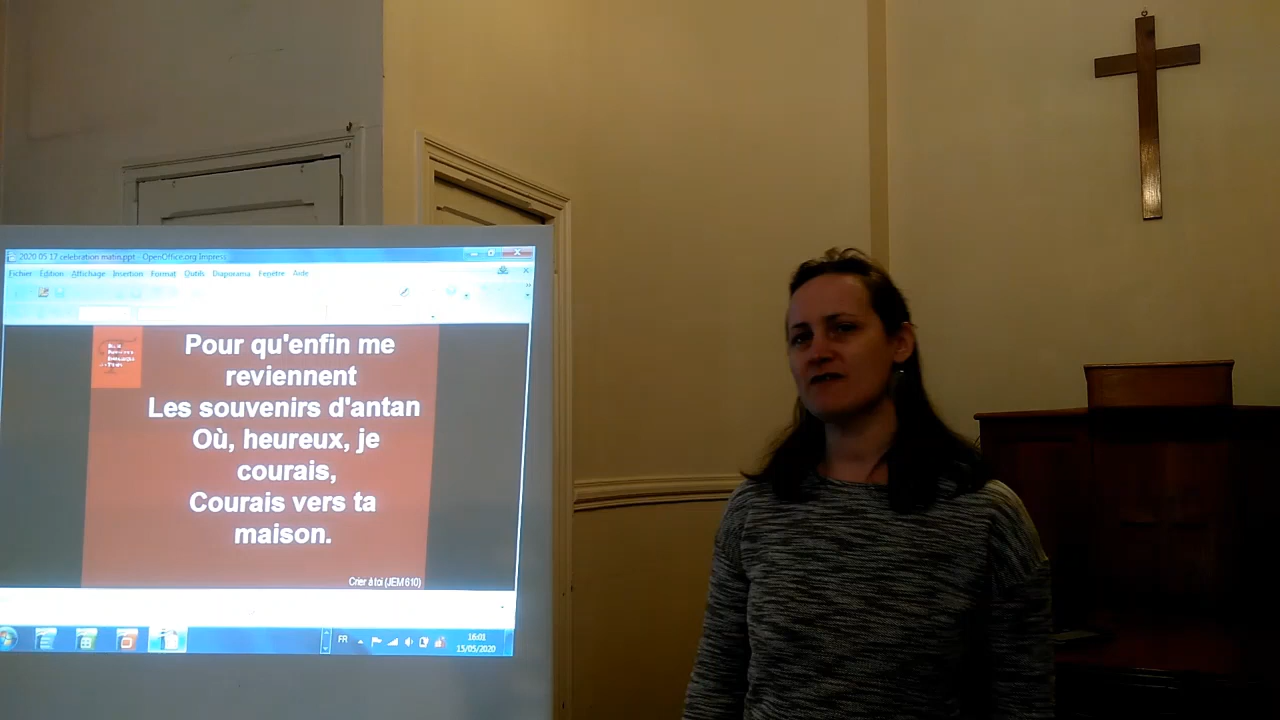 2020 05 17 celebration matin.ppt - OpenOffice.org Impress
Fichier Édition Affichage Insertion Format Outils Diaporama Fenêtre Aide
Pour qu'enfin me
reviennent
Les souvenirs d'antan
Où, heureux, je
courais,
Courais vers ta
maison.
Crier à toi (JEM 610)
FR
16:01
15/05/2020